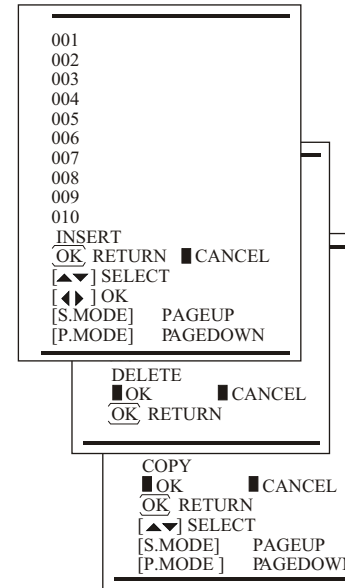 001
002
003
004
005
006
007
008
009
010
INSERT
OK RETURN ■ CANCEL
[▲▼] SELECT
[◀▶] OK
[S.MODE] PAGEUP
[P.MODE] PAGEDOWN
DELETE
■ OK ■ CANCEL
OK RETURN
COPY
■ OK ■ CANCEL
OK RETURN
[▲▼] SELECT
[S.MODE] PAGEUP
[P.MODE ] PAGEDOWN